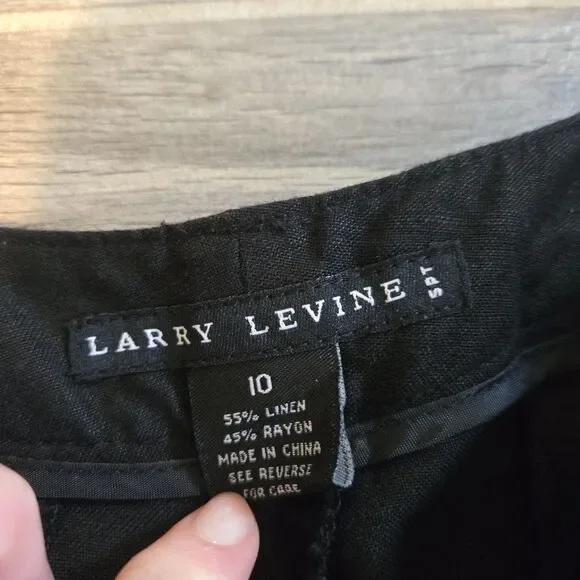 LARRY LEVINE SPT
10
55% LINEN
45% RAYON
MADE IN CHINA
SEE REVERSE
FOR CARE